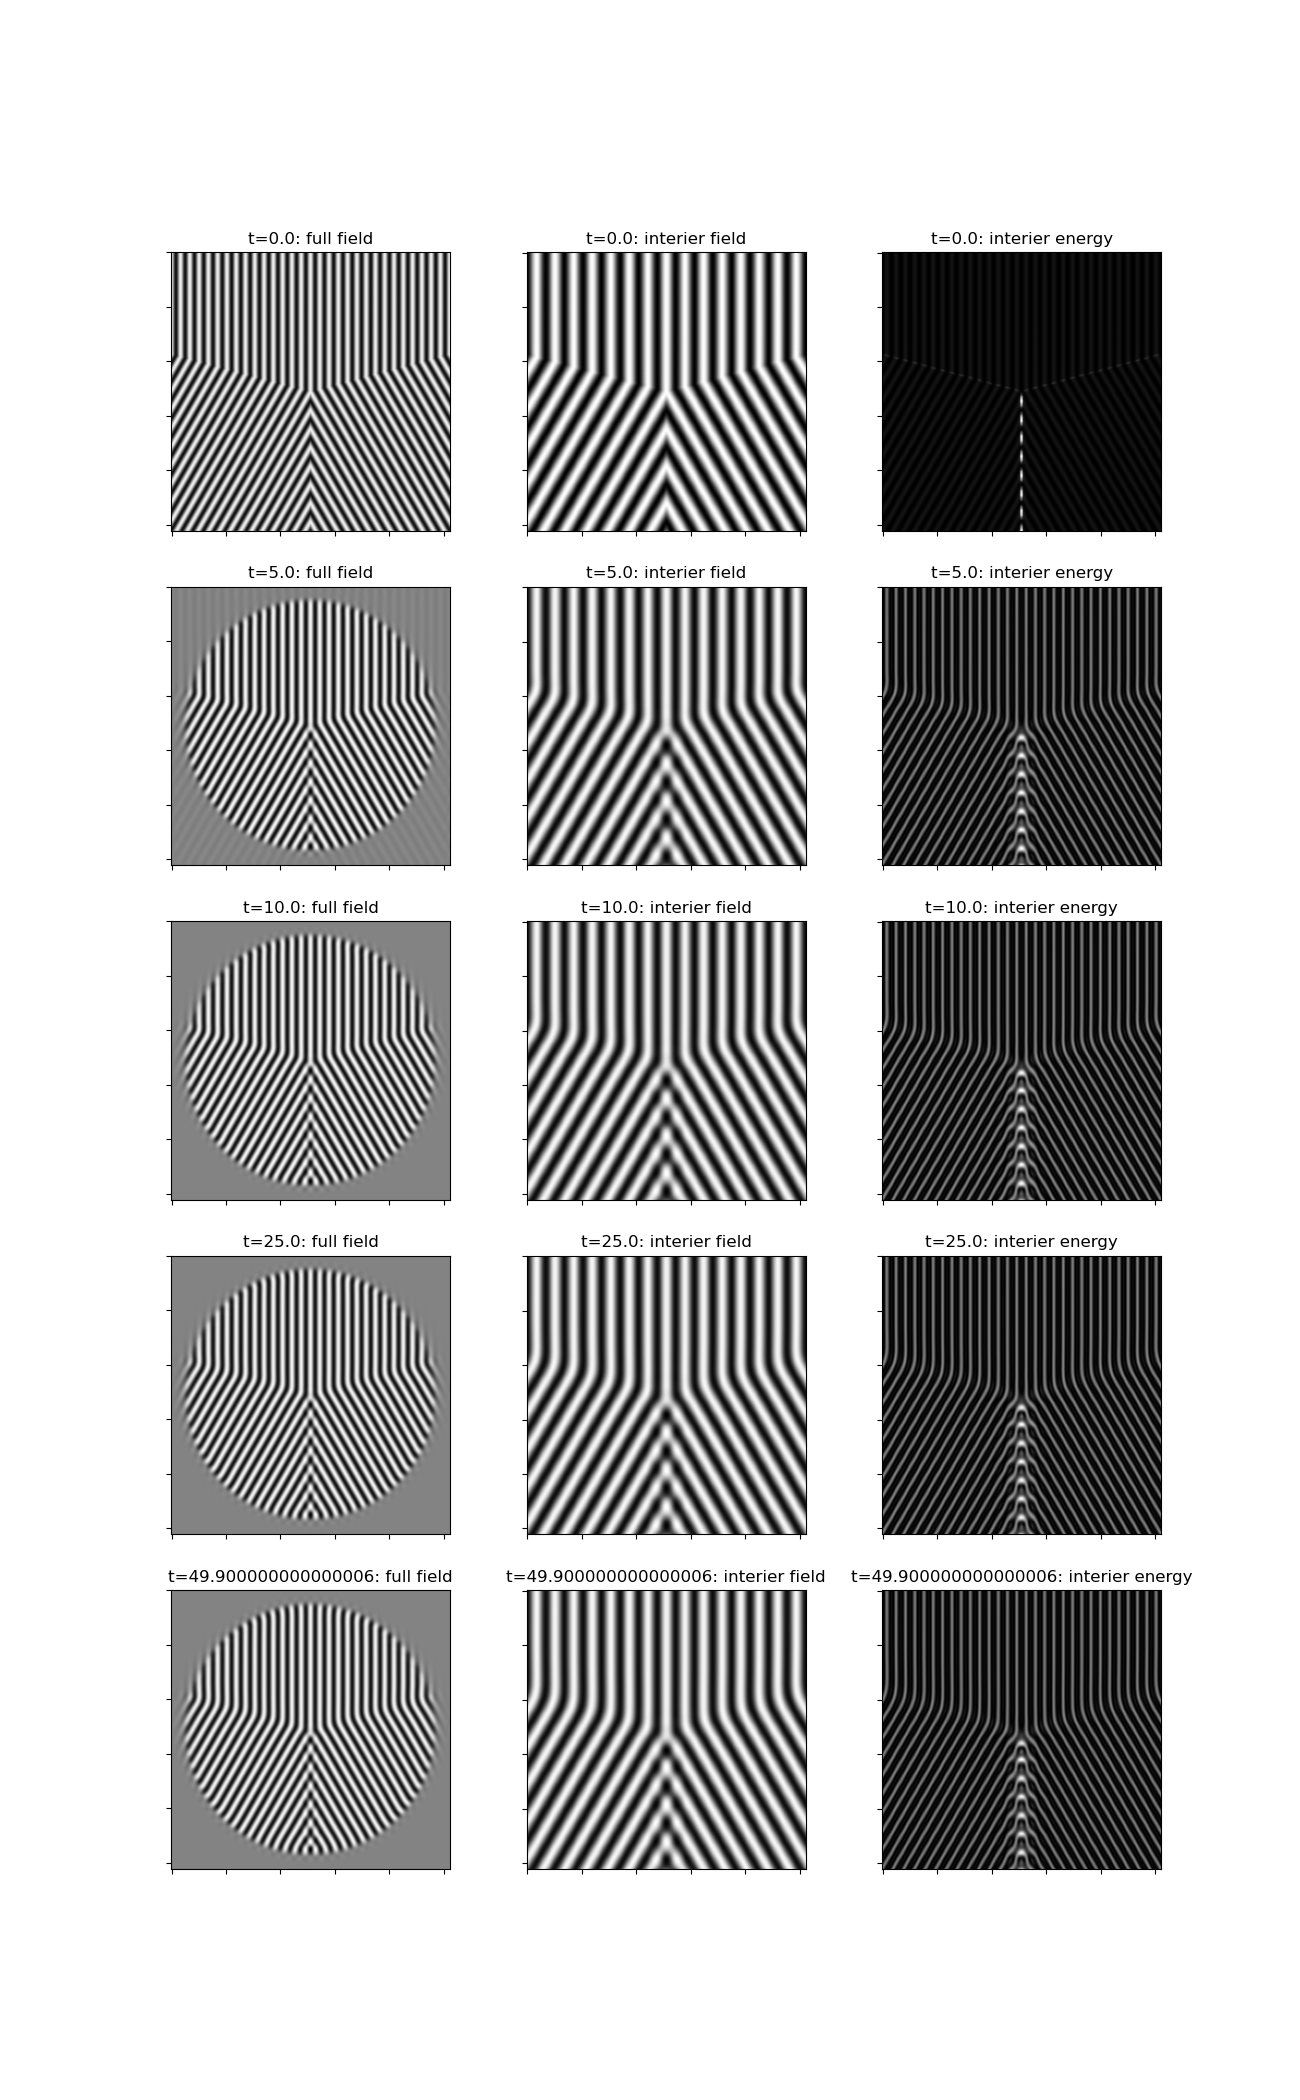 t=0.0: full field
t=0.0: interier field
t=0.0: interier energy
t=5.0: full field
t=5.0: interier field
t=5.0: interier energy
t=10.0: full field
t=10.0: interier field
t=10.0: interier energy
t=25.0: full field
t=25.0: interier field
t=25.0: interier energy
t=49.900000000000006: full field
t=49.900000000000006: interier field
t=49.900000000000006: interier energy